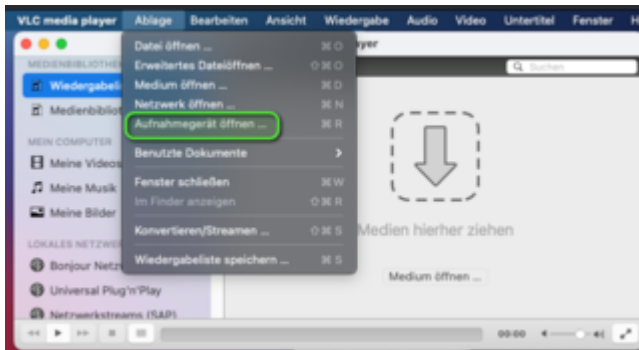 VLC media player Ablage Bearbeiten Ansicht Wiedergabe Audio Video Untertitel Fenster
Datei öffnen ... ⌘ O
Erweitertes Dateiöffnen ... ⇧ ⌘ O
Medium öffnen ... ⌘ D
Netzwerk öffnen ... ⌘ N
Aufnahmegerät öffnen ... ⌘ R
Benutzte Dokumente
Fenster schließen ⌘ W
Im Finder anzeigen ⇧ ⌘ R
Konvertieren/Streamen ... ⇧ ⌘ S
Wiedergabeliste speichern ... ⌘ S
MEDIENBIBLIOTHE
Wiedergabeli
Medienbibliot
MEIN COMPUTER
Meine Videos
Meine Musik
Meine Bilder
LOKALES NETZWER
Bonjour Netz
Universal Plug'n'Play
Netzwerkstreams (SAP)
yer
Suchen
Medien hierher ziehen
Medium öffnen ...
00:00